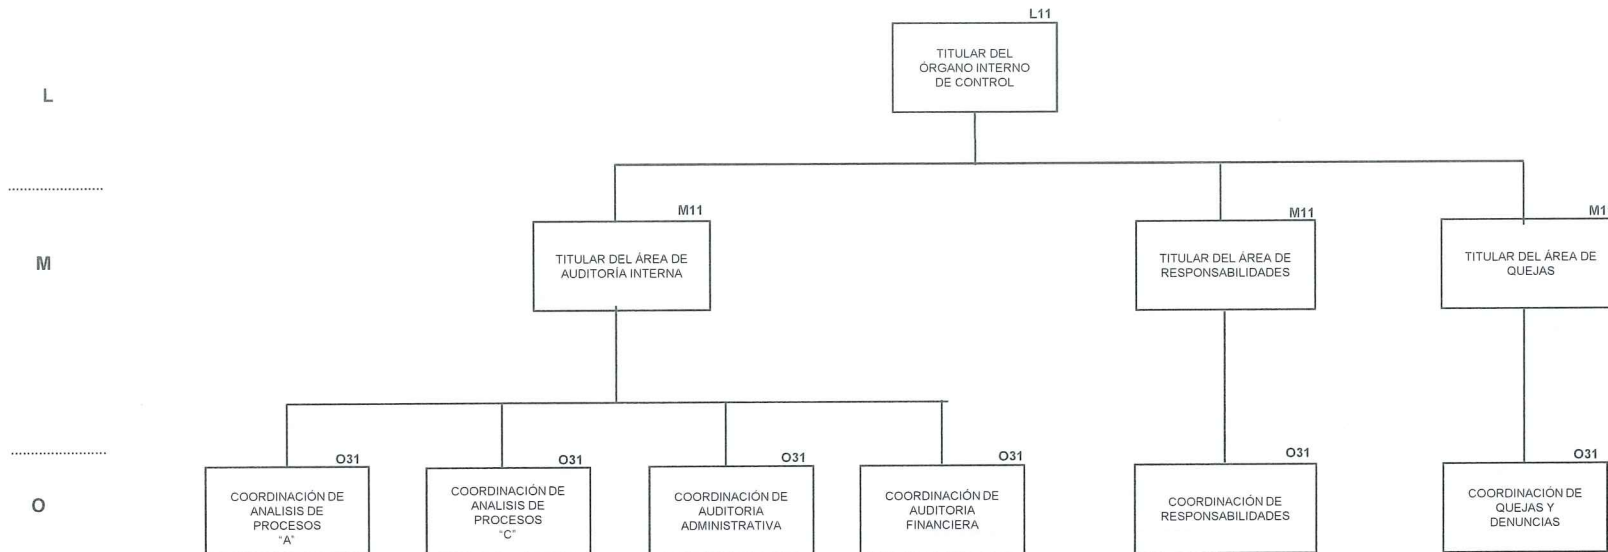 L11
TITULAR DEL
ÓRGANO INTERNO
DE CONTROL
L
M11
M11
M1
TITULAR DEL ÁREA DE
AUDITORÍA INTERNA
TITULAR DEL ÁREA DE
RESPONSABILIDADES
TITULAR DEL ÁREA DE
QUEJAS
M
O31
O31
O31
O31
O31
O31
COORDINACIÓN DE
ANALISIS DE
PROCESOS
"A"
COORDINACIÓN DE
ANALISIS DE
PROCESOS
"C"
COORDINACIÓN DE
AUDITORIA
ADMINISTRATIVA
COORDINACIÓN DE
AUDITORIA
FINANCIERA
COORDINACIÓN DE
RESPONSABILIDADES
COORDINACIÓN DE
QUEJAS Y
DENUNCIAS
O